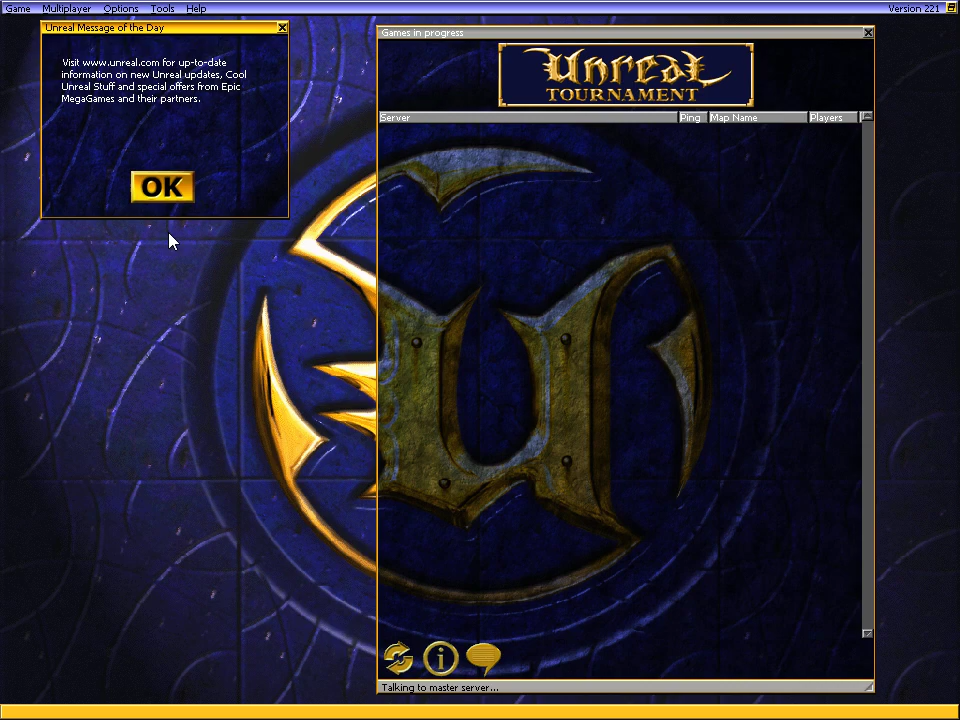 Game Multiplayer Options Tools Help Version 221
Unreal Message of the Day
Visit www.unreal.com for up-to-date
information on new Unreal updates, Cool
Unreal Stuff and special offers from Epic
MegaGames and their partners.
OK
Games in progress
Unreal
TOURNAMENT
Server Ping Map Name Players
Talking to master server...